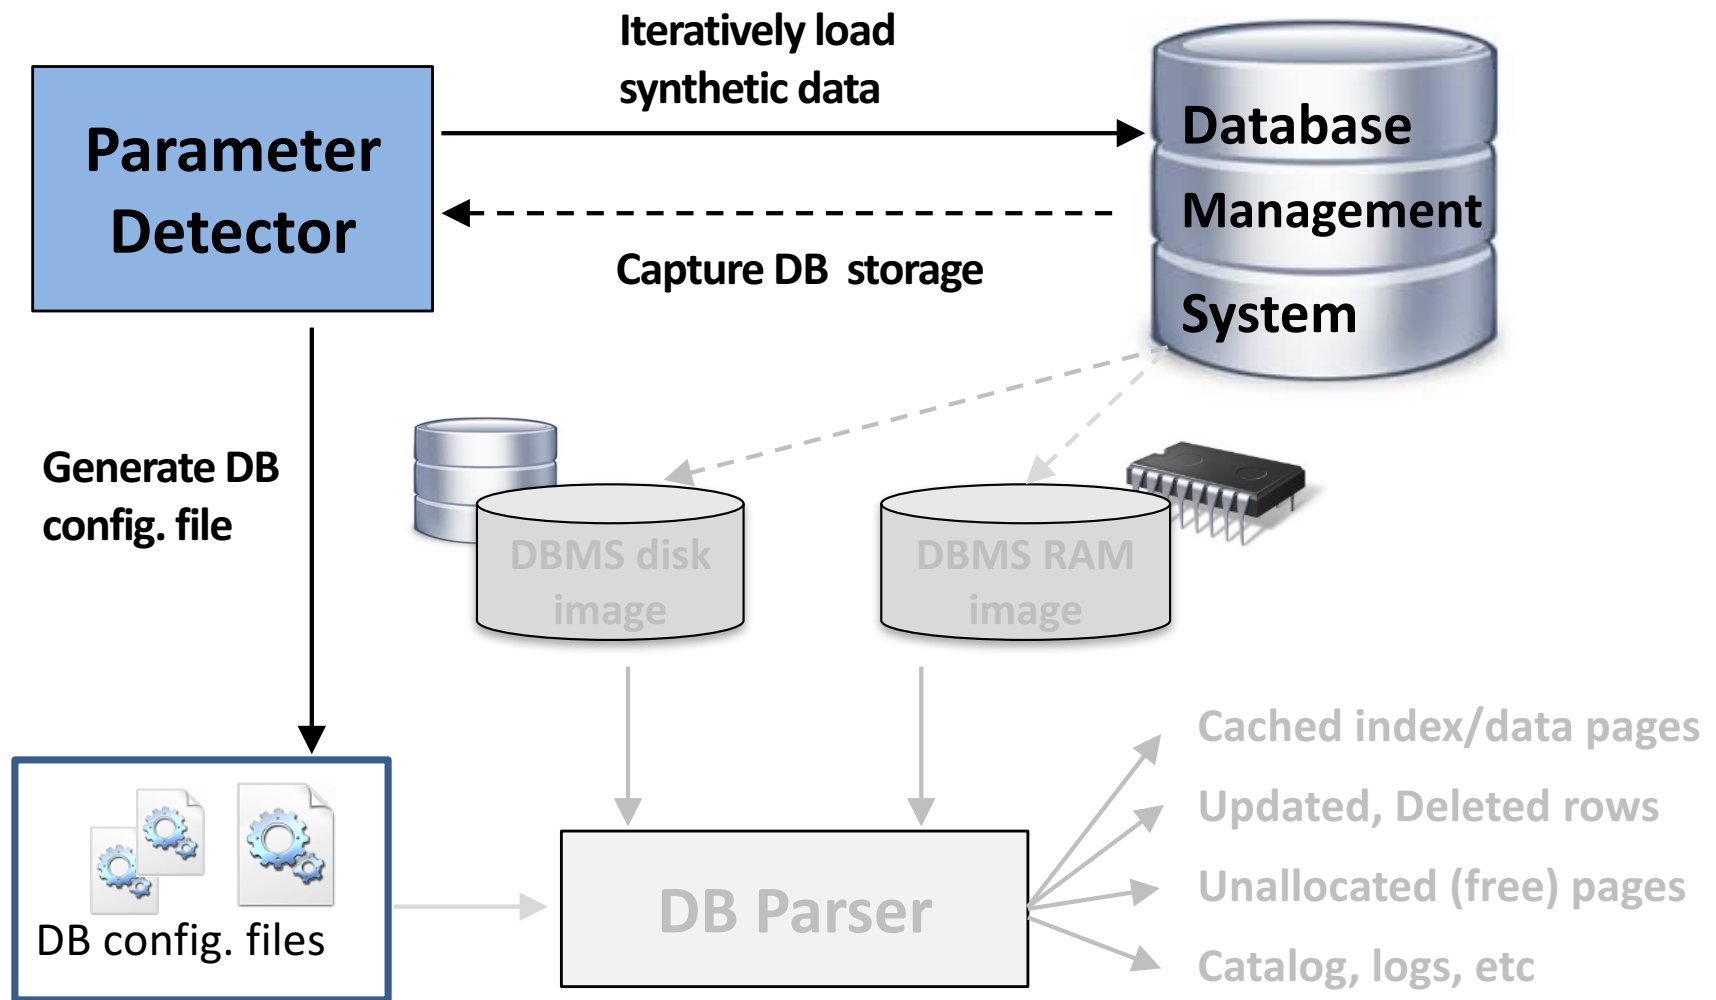 Iteratively load
synthetic data
Parameter
Detector
Database
Management
System
Capture DB storage
Generate DB
config. file
DBMS disk
image
DBMS RAM
image
Cached index/data pages
Updated, Deleted rows
Unallocated (free) pages
Catalog, logs, etc
DB Parser
DB config. files